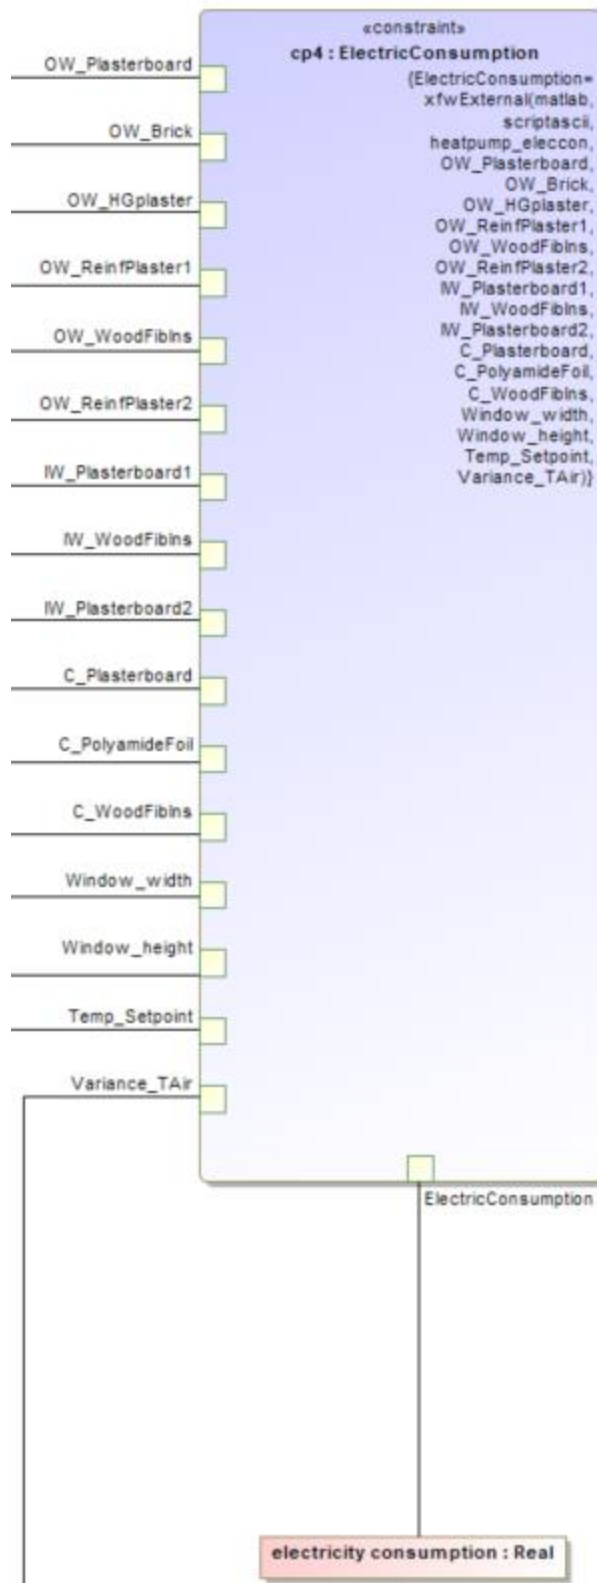 «constraint»
cp4 : ElectricConsumption
{ElectricConsumption=
xfwExternal(matlab,
scriptascii,
heatpump_eleccon,
OW_Plasterboard,
OW_Brick,
OW_HGplaster,
OW_ReinfPlaster1,
OW_WoodFibIns,
OW_ReinfPlaster2,
IW_Plasterboard1,
IW_WoodFibIns,
IW_Plasterboard2,
C_Plasterboard,
C_PolyamideFoil,
C_WoodFibIns,
Window_width,
Window_height,
Temp_Setpoint,
Variance_TAir)}
OW_Plasterboard
OW_Brick
OW_HGplaster
OW_ReinfPlaster1
OW_WoodFibIns
OW_ReinfPlaster2
IW_Plasterboard1
IW_WoodFibIns
IW_Plasterboard2
C_Plasterboard
C_PolyamideFoil
C_WoodFibIns
Window_width
Window_height
Temp_Setpoint
Variance_TAir
ElectricConsumption
electricity consumption : Real